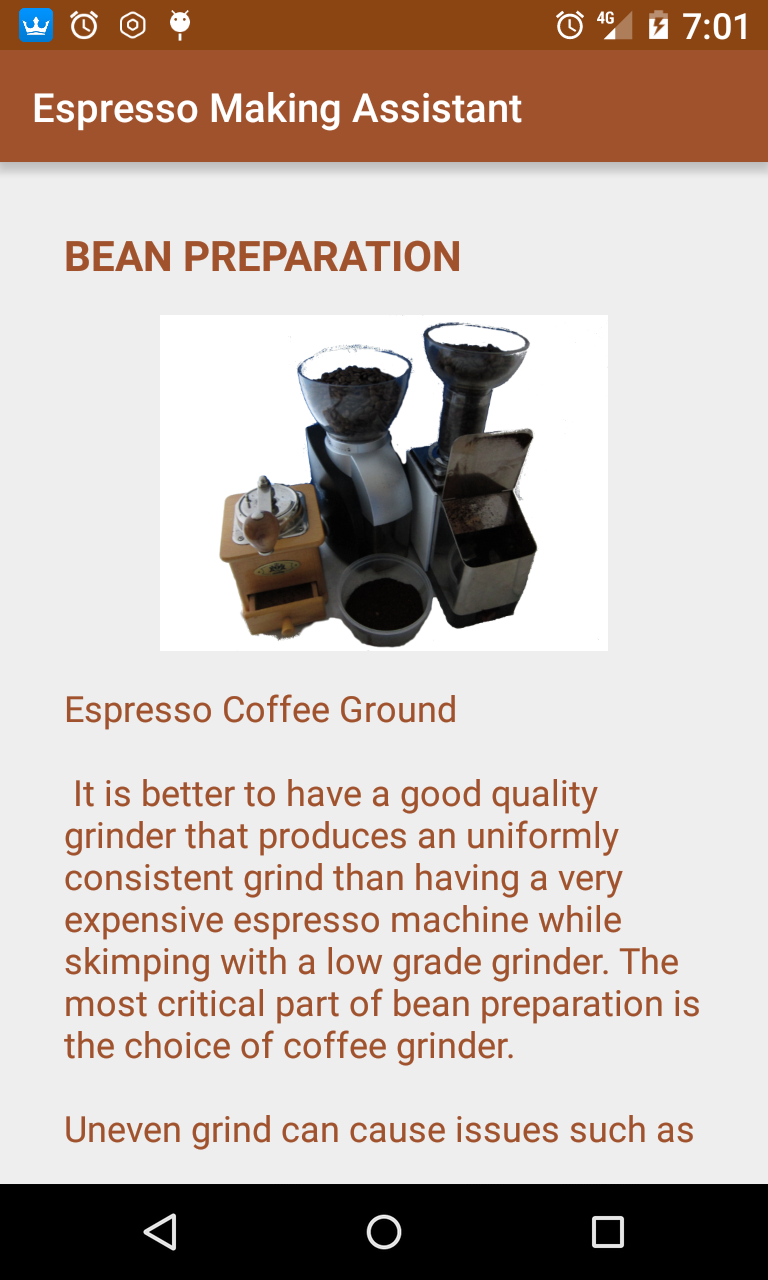 4G 7:01
Espresso Making Assistant
BEAN PREPARATION
Espresso Coffee Ground
It is better to have a good quality
grinder that produces an uniformly
consistent grind than having a very
expensive espresso machine while
skimping with a low grade grinder. The
most critical part of bean preparation is
the choice of coffee grinder.
Uneven grind can cause issues such as